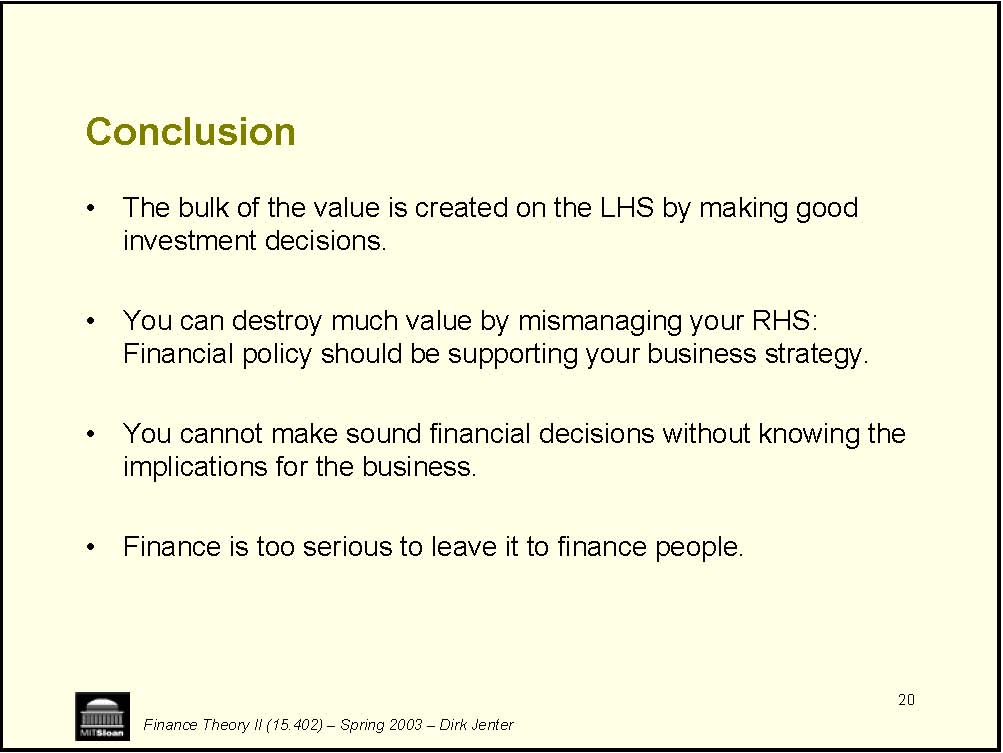 Conclusion
• The bulk of the value is created on the LHS by making good
investment decisions.
• You can destroy much value by mismanaging your RHS:
Financial policy should be supporting your business strategy.
• You cannot make sound financial decisions without knowing the
implications for the business.
• Finance is too serious to leave it to finance people.
20
MITSloan
Finance Theory II (15.402) – Spring 2003 – Dirk Jenter